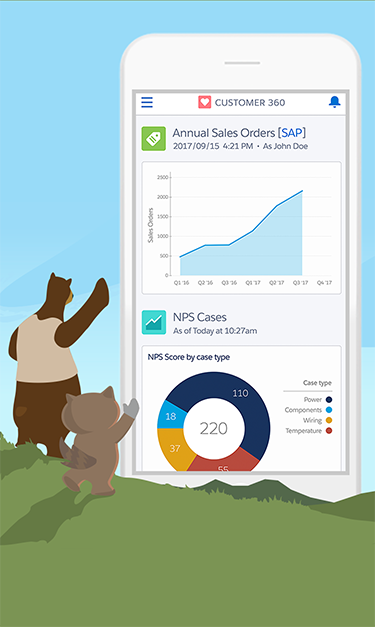 CUSTOMER 360
Annual Sales Orders [SAP]
2017/09/15 4:21 PM • As John Doe
Sales Orders
2500
2000
1500
1000
500
0
Q1 '16 Q2 '16 Q3 '16 Q1 '17 Q2 '17 Q3 '17 Q4 '17
NPS Cases
As of Today at 10:27am
NPS Score by case type
110
18
220
37
55
Case type
Power
Components
Wiring
Temperature